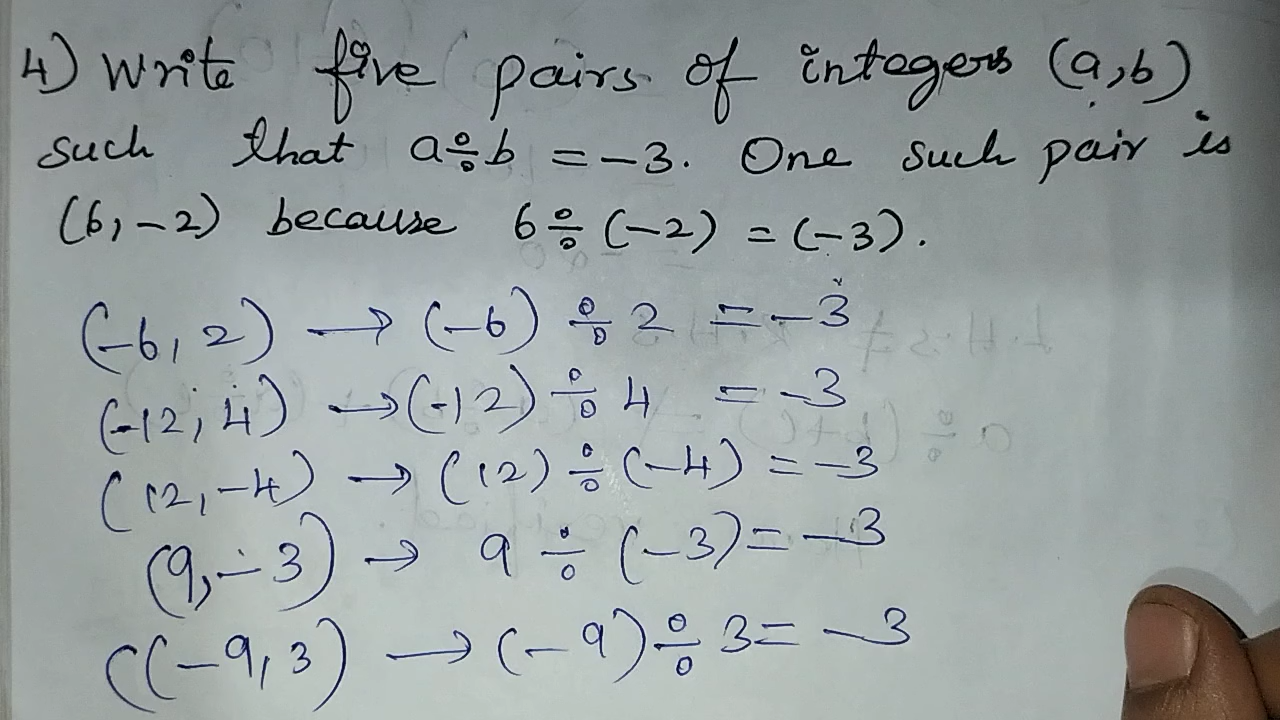 4) Write five pairs of integers (a,b)
such that a÷b = -3. One such pair is
(6,-2) because 6÷(-2) = (-3).
(-6,2) → (-6) ÷ 2 = -3
(-12,4) → (-12) ÷ 4 = -3
(12,-4) → (12) ÷ (-4) = -3
(9,-3) → 9 ÷ (-3) = -3
((-9,3) → (-9) ÷ 3 = -3